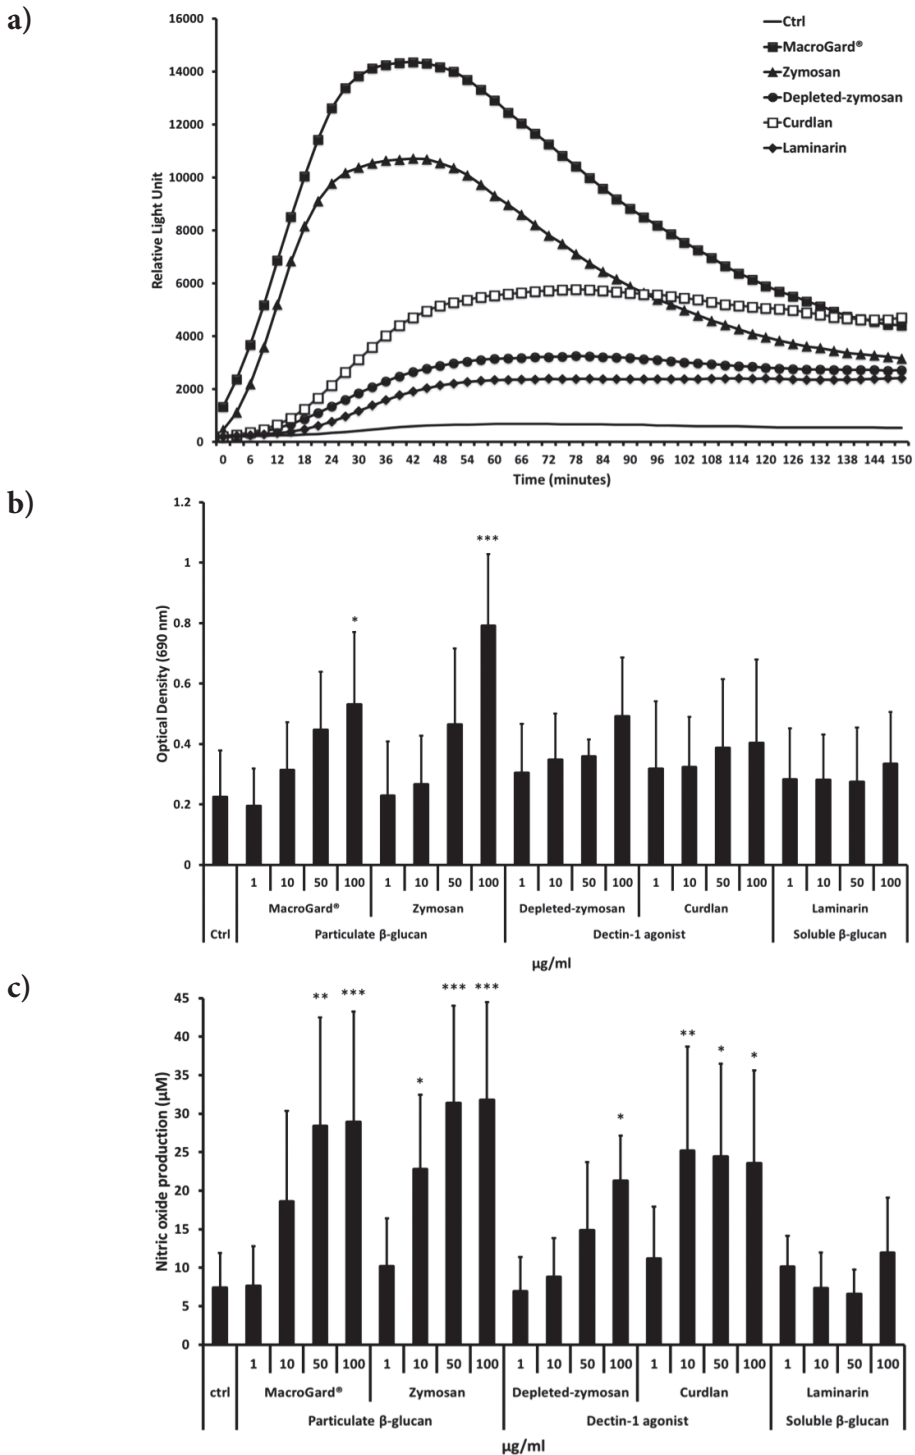 a)
16000
14000
12000
10000
8000
6000
4000
2000
0
Relative Light Unit
Ctrl
MacroGard®
Zymosan
Depleted-zymosan
Curdlan
Laminarin
0 6 12 18 24 30 36 42 48 54 60 66 72 78 84 90 96 102 108 114 120 126 132 138 144 150
Time (minutes)
b)
1.2
1
0.8
0.6
0.4
0.2
0
Optical Density (690 nm)
* ***
1 10 50 100 1 10 50 100 1 10 50 100 1 10 50 100 1 10 50 100
MacroGard® Zymosan Depleted-zymosan Curdlan Laminarin
Ctrl Particulate β-glucan Dectin-1 agonist Soluble β-glucan
µg/ml
c)
45
40
35
30
25
20
15
10
5
0
Nitric oxide production (µM)
** *** * *** *** * ** * *
1 10 50 100 1 10 50 100 1 10 50 100 1 10 50 100 1 10 50 100
ctrl MacroGard® Zymosan Depleted-zymosan Curdlan Laminarin
Particulate β-glucan Dectin-1 agonist Soluble β-glucan
µg/ml